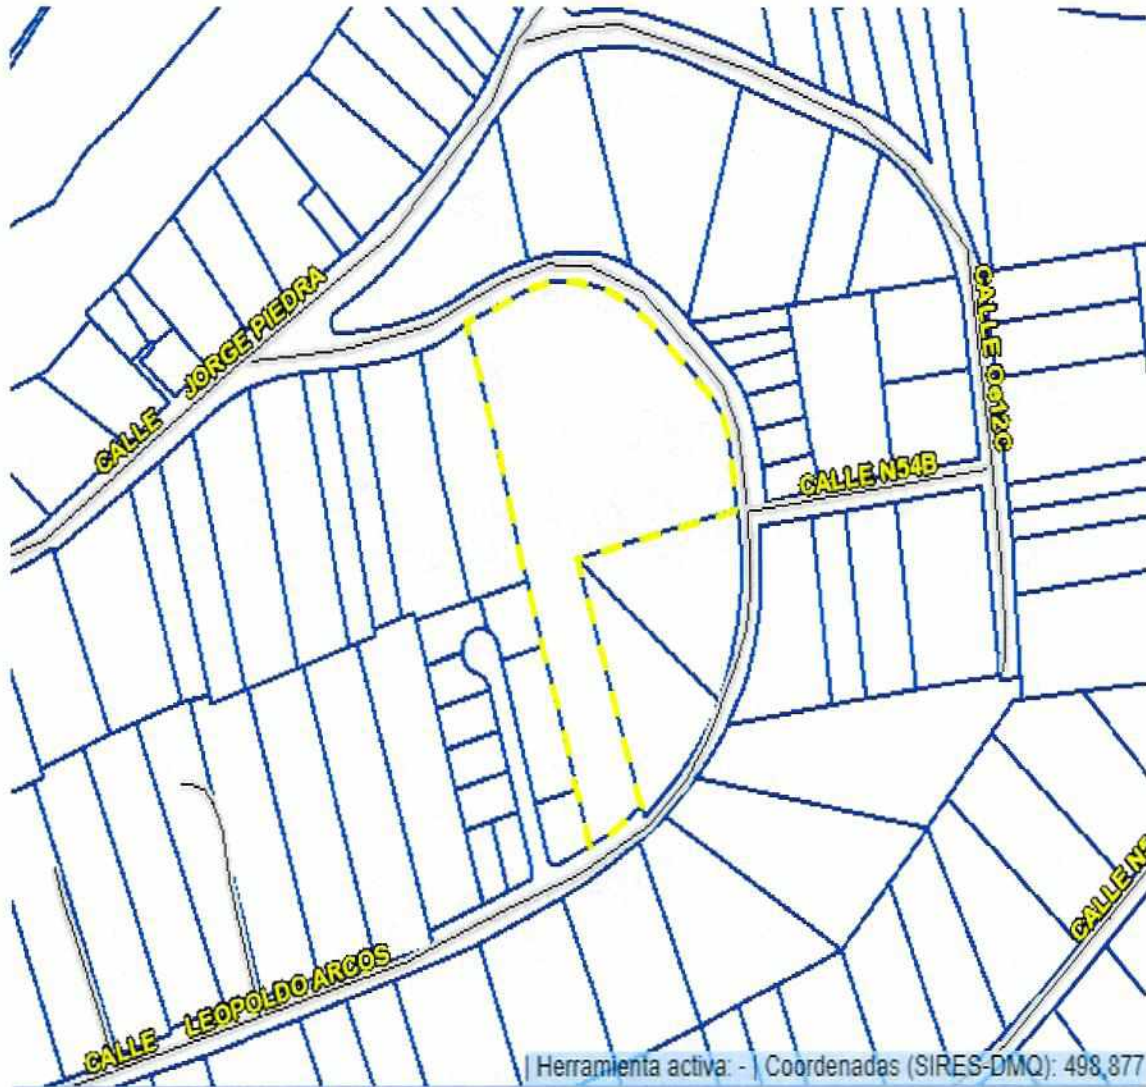 CALLE JORGE PIEDRA
CALLE Oe12C
CALLE N54B
CALLE LEOPOLDO ARCOS
| Herramienta activa: - | Coordenadas (SIRES-DMQ): 498,877